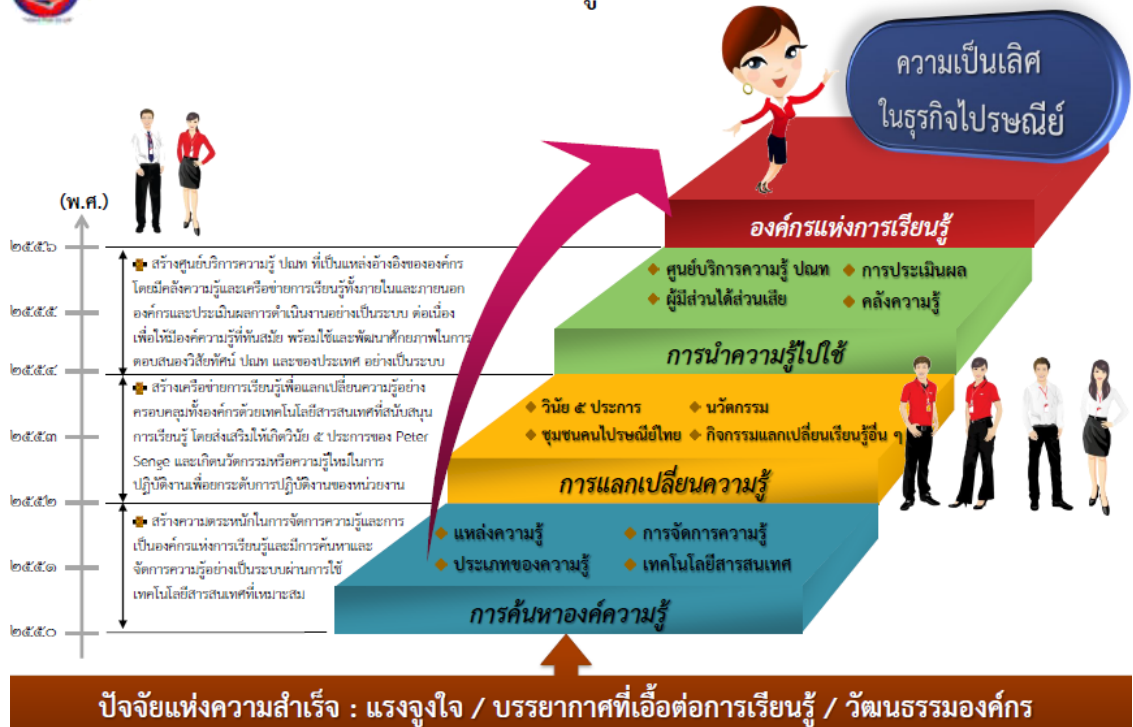 ความเป็นเลิศ
ในธุรกิจไปรษณีย์
องค์กรแห่งการเรียนรู้
(พ.ศ.)
๒๕๕๖
๒๕๕๕
๒๕๕๔
๒๕๕๓
๒๕๕๒
๒๕๕๑
๒๕๕๐
สร้างศูนย์บริการความรู้ ปณท ที่เป็นแหล่งอ้างอิงขององค์กร
โดยมีคลังความรู้และเครือข่ายการเรียนรู้ทั้งภายในและภายนอก
องค์กรและประเมินผลการดำเนินงานอย่างเป็นระบบ ต่อเนื่อง
เพื่อให้มีองค์ความรู้ที่ทันสมัย พร้อมใช้และพัฒนาศักยภาพในการ
ตอบสนองวิสัยทัศน์ ปณท และของประเทศ อย่างเป็นระบบ
◆ ศูนย์บริการความรู้ ปณท ◆ การประเมินผล
◆ ผู้มีส่วนได้ส่วนเสีย ◆ คลังความรู้
การนำความรู้ไปใช้
สร้างเครือข่ายการเรียนรู้เพื่อแลกเปลี่ยนความรู้อย่าง
ครอบคลุมทั้งองค์กรด้วยเทคโนโลยีสารสนเทศที่สนับสนุน
การเรียนรู้ โดยส่งเสริมให้เกิดวินัย ๕ ประการของ Peter
Senge และเกิดนวัตกรรมหรือความรู้ใหม่ในการ
ปฏิบัติงานเพื่อยกระดับการปฏิบัติงานของหน่วยงาน
◆ วินัย ๕ ประการ ◆ นวัตกรรม
◆ ชุมชนคนไปรษณีย์ไทย ◆ กิจกรรมแลกเปลี่ยนเรียนรู้อื่น ๆ
การแลกเปลี่ยนความรู้
สร้างความตระหนักในการจัดการความรู้และการ
เป็นองค์กรแห่งการเรียนรู้และมีการค้นหาและ
จัดการความรู้อย่างเป็นระบบผ่านการใช้
เทคโนโลยีสารสนเทศที่เหมาะสม
◆ แหล่งความรู้ ◆ การจัดการความรู้
◆ ประเภทของความรู้ ◆ เทคโนโลยีสารสนเทศ
การค้นหาองค์ความรู้
ปัจจัยแห่งความสำเร็จ : แรงจูงใจ / บรรยากาศที่เอื้อต่อการเรียนรู้ / วัฒนธรรมองค์กร